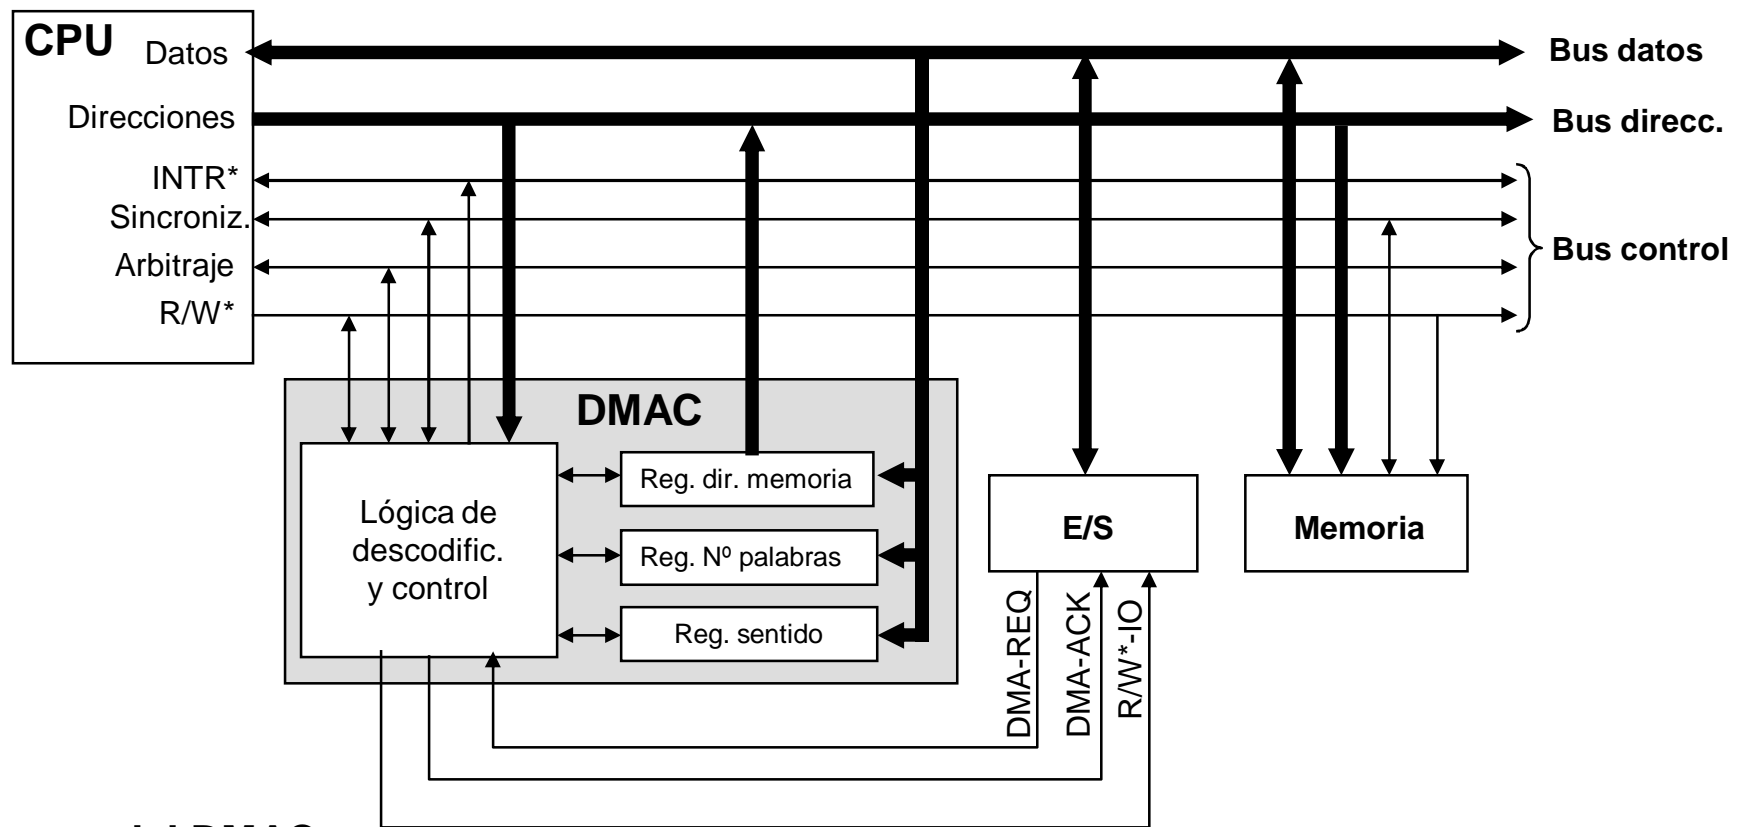 CPU
Datos
Bus datos
Direcciones
Bus direcc.
INTR*
Sincroniz.
Bus control
Arbitraje
R/W*
DMAC
Reg. dir. memoria
Lógica de
descodific.
y control
Reg. Nº palabras
Reg. sentido
E/S
Memoria
DMA-REQ
DMA-ACK
R/W*-IO